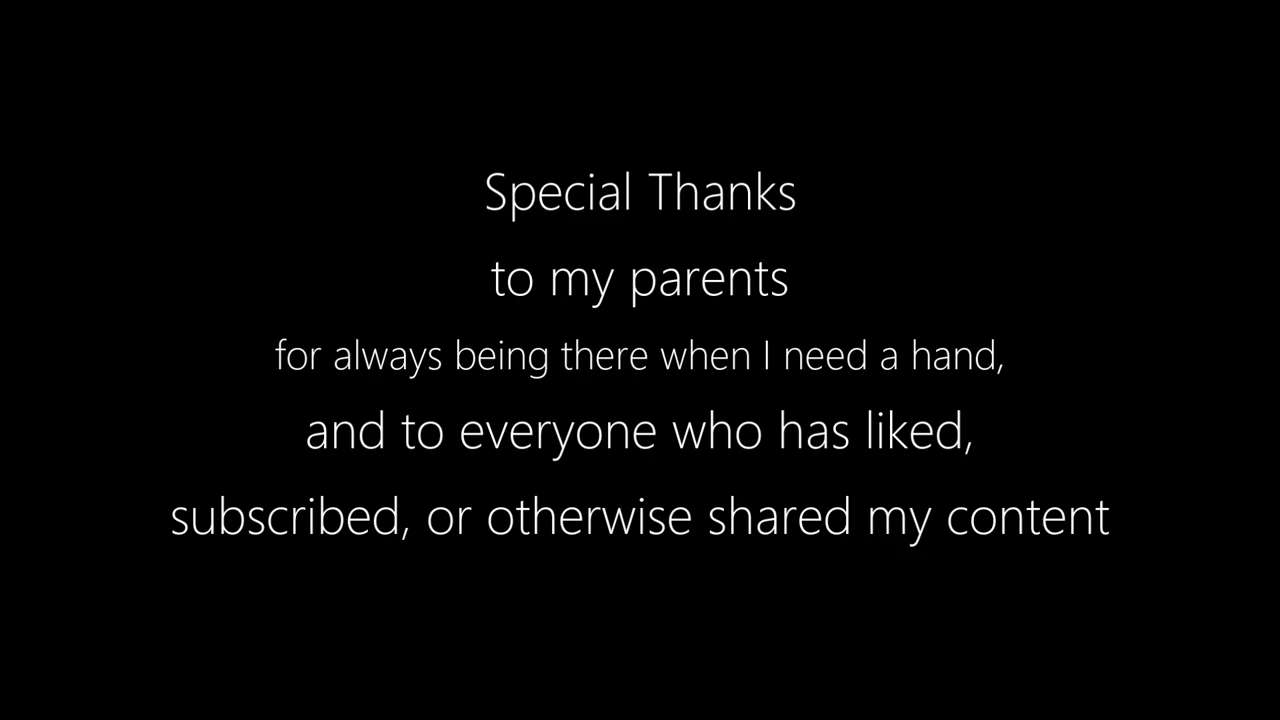 Special Thanks
to my parents
for always being there when I need a hand,
and to everyone who has liked,
subscribed, or otherwise shared my content